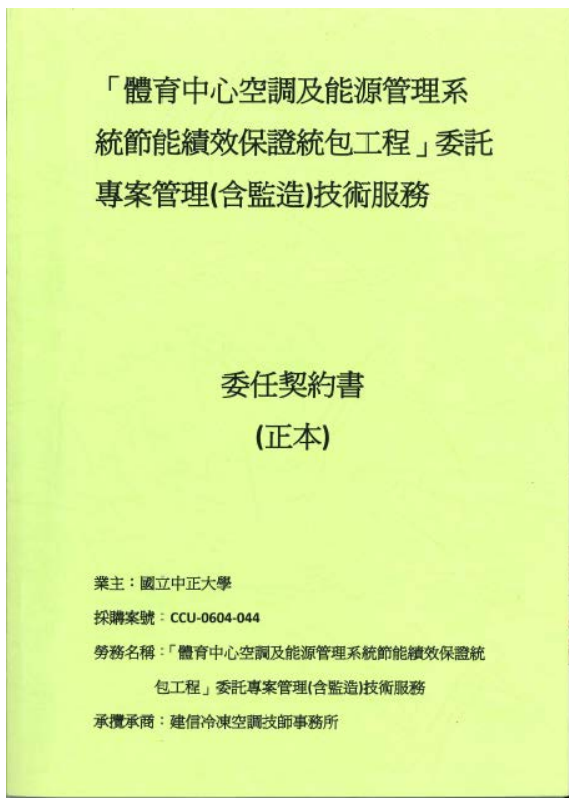 「體育中心空調及能源管理系
統節能績效保證統包工程」委託
專案管理(含監造)技術服務
委任契約書
(正本)
業主：國立中正大學
採購案號：CCU-0604-044
勞務名稱：「體育中心空調及能源管理系統節能績效保證統
包工程」委託專案管理(含監造)技術服務
承攬承商：建信冷凍空調技師事務所